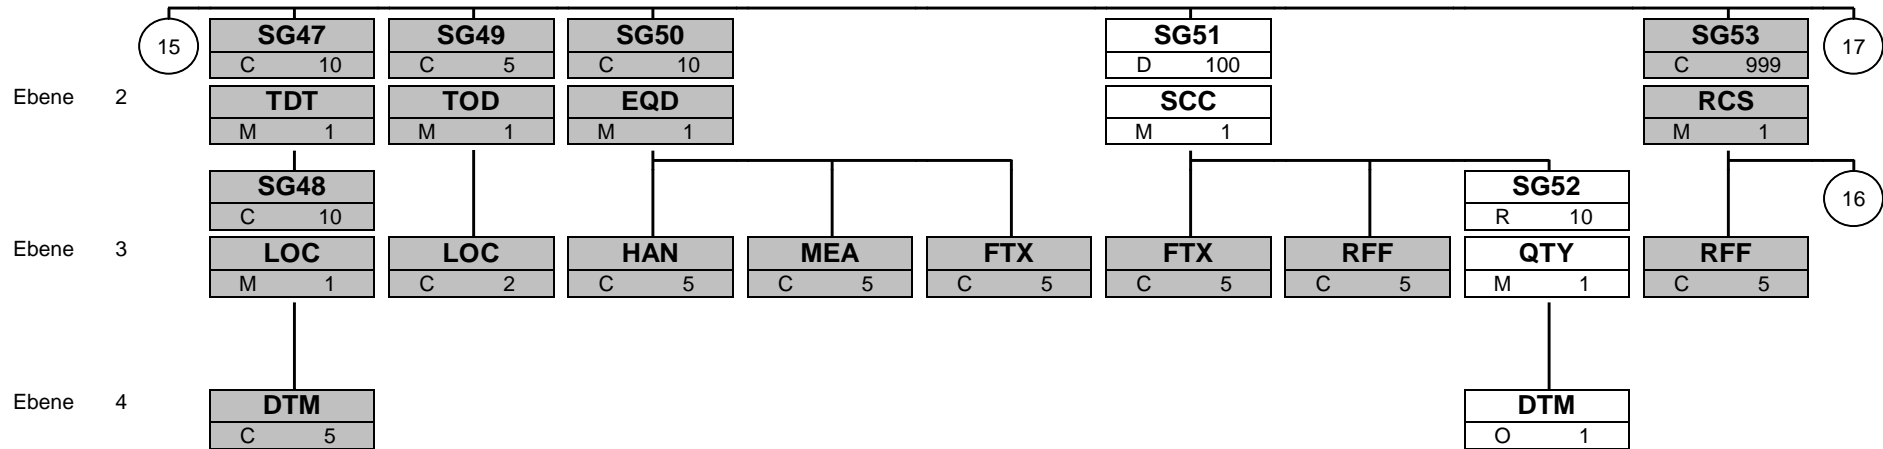 15 SG47 SG49 SG50 SG51 SG53 17
C 10 C 5 C 10 D 100 C 999
Ebene 2 TDT TOD EQD SCC RCS
M 1 M 1 M 1 M 1 M 1
SG48 SG52 16
C 10 R 10
Ebene 3 LOC LOC HAN MEA FTX FTX RFF QTY RFF
M 1 C 2 C 5 C 5 C 5 C 5 C 5 M 1 C 5
Ebene 4 DTM DTM
C 5 O 1